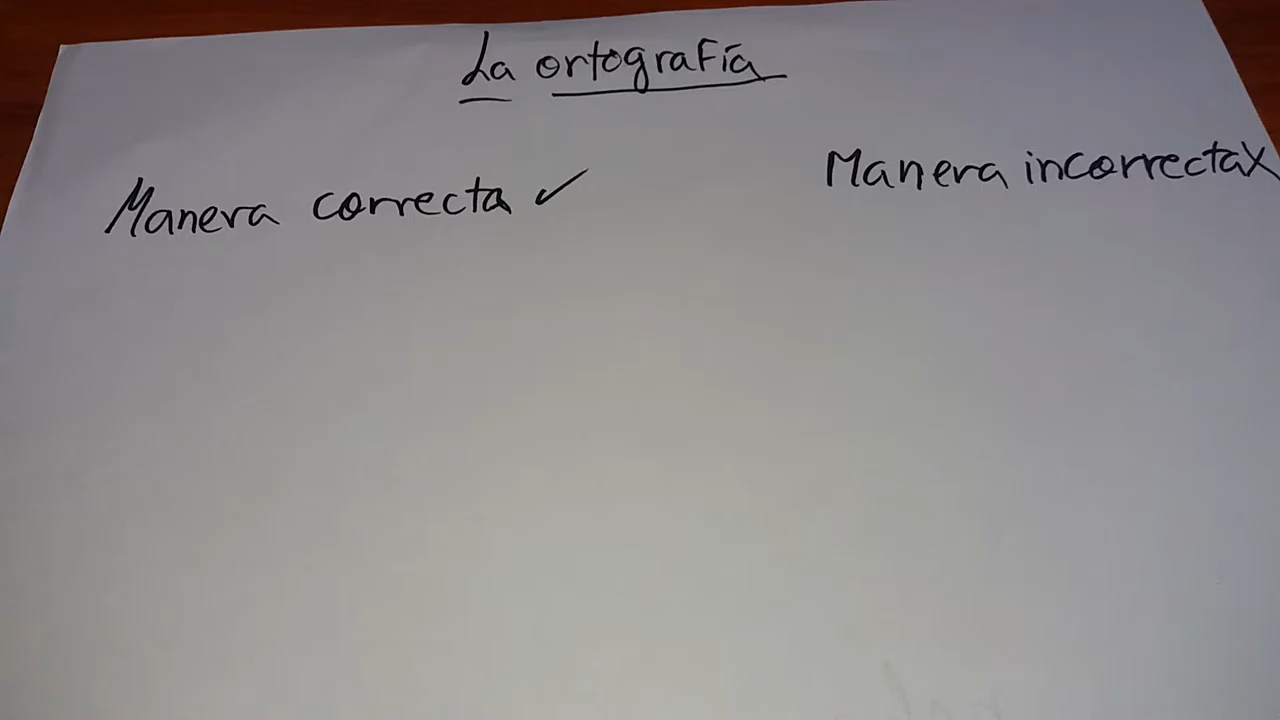 La ortografía
Manera correcta ✓
Manera incorrecta X